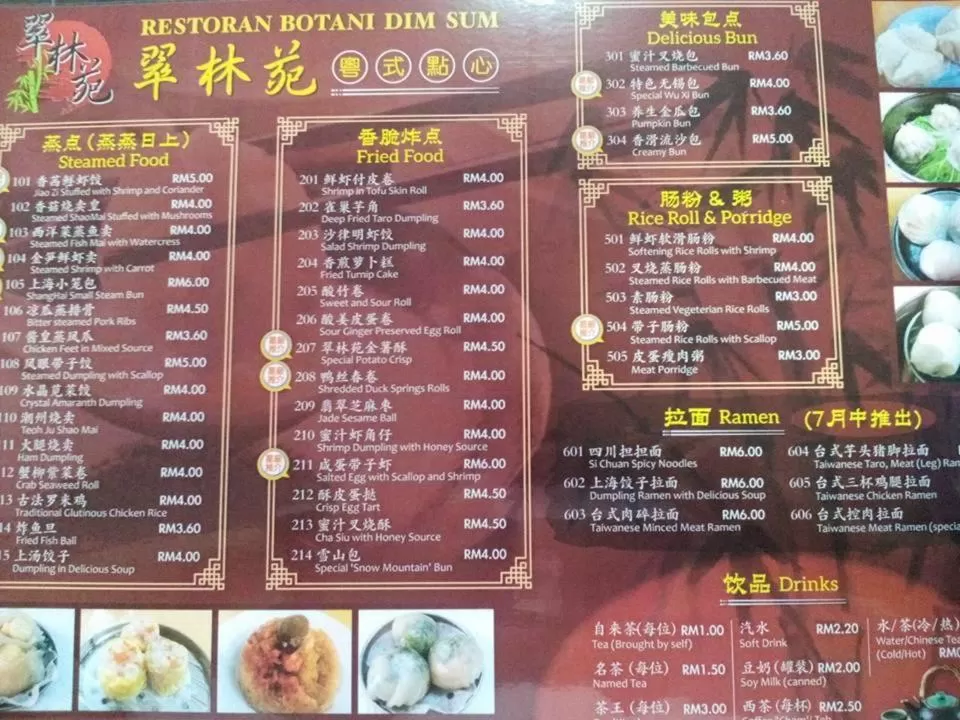 翠林苑
RESTORAN BOTANI DIM SUM
翠林苑 粤式點心
蒸点(蒸蒸日上)
Steamed Food
101 香茜鲜虾饺 RM5.00
Jiao Zi Stuffed with Shrimp and Coriander
102 香菇烧卖皇 RM4.00
Steamed ShaoMai Stuffed with Mushrooms
103 西洋菜蒸鱼卖 RM4.00
Steamed Fish Mai with Watercress
104 金笋鲜虾卖 RM4.00
Steamed Shrimp with Carrot
105 上海小笼包 RM6.00
ShangHai Small Steam Bun
106 凉瓜蒸排骨 RM4.50
Bitter steamed Pork Ribs
107 酱皇蒸凤瓜 RM3.60
Chicken Feet in Mixed Source
108 凤眼带子饺 RM5.00
Steamed Dumpling with Scallop
109 水晶苋菜饺 RM4.00
Crystal Amaranth Dumpling
110 潮州烧卖 RM4.00
Teoh Ju Shao Mai
111 火腿烧卖 RM4.00
Ham Dumpling
12 蟹柳紫菜卷 RM4.00
Crab Seaweed Roll
13 古法罗米鸡 RM4.00
Traditional Glutinous Chicken Rice
14 炸鱼旦 RM3.60
Fried Fish Ball
15 上汤饺子 RM4.00
Dumpling in Delicious Soup
香脆炸点
Fried Food
201 鲜虾付皮卷 RM4.00
Shrimp in Tofu Skin Roll
202 雀巢芋角 RM3.60
Deep Fried Taro Dumpling
203 沙律明虾饺 RM4.00
Salad Shrimp Dumpling
204 香煎萝卜糕 RM4.00
Fried Turnip Cake
205 酸竹卷 RM4.00
Sweet and Sour Roll
206 酸姜皮蛋卷 RM4.00
Sour Ginger Preserved Egg Roll
207 翠林苑金薯酥 RM4.50
Special Potato Crisp
208 鸭丝春卷 RM4.00
Shredded Duck Springs Rolls
209 翡翠芝麻枣 RM4.00
Jade Sesame Ball
210 蜜汁虾角仔 RM4.00
Shrimp Dumpling with Honey Source
211 咸蛋带子虾 RM6.00
Salted Egg with Scallop and Shrimp
212 酥皮蛋挞 RM4.50
Crisp Egg Tart
213 蜜汁叉烧酥 RM4.50
Cha Siu with Honey Source
214 雪山包 RM4.00
Special 'Snow Mountain' Bun
美味包点
Delicious Bun
301 蜜汁叉烧包 RM3.60
Steamed Barbecued Bun
302 特色无锡包 RM4.00
Special Wu Xi Bun
303 养生金瓜包 RM3.60
Pumpkin Bun
304 香滑流沙包 RM5.00
Creamy Bun
肠粉 & 粥
Rice Roll & Porridge
501 鲜虾软滑肠粉 RM4.00
Softening Rice Rolls with Shrimp
502 叉烧蒸肠粉 RM4.00
Steamed Rice Rolls with Barbecued Meat
503 素肠粉 RM3.00
Steamed Vegeterian Rice Rolls
504 带子肠粉 RM5.00
Steamed Rice Rolls with Scallop
505 皮蛋瘦肉粥 RM3.00
Meat Porridge
拉面 Ramen (7月中推出)
601 四川担担面 RM6.00
Si Chuan Spicy Noodles
602 上海饺子拉面 RM6.00
Dumpling Ramen with Delicious Soup
603 台式肉碎拉面 RM6.00
Taiwanese Minced Meat Ramen
604 台式芋头猪脚拉面
Taiwanese Taro, Meat (Leg) Ram
605 台式三杯鸡腿拉面
Taiwanese Chicken Ramen
606 台式控肉拉面
Taiwanese Meat Ramen (specia
饮品 Drinks
自来茶(每位) RM1.00
Tea (Brought by self)
名茶(每位) RM1.50
Named Tea
茶王(每位) RM3.00
汽水 RM2.20
Soft Drink
豆奶(罐装) RM2.00
Soy Milk (canned)
西茶(每杯) RM2.50
水/茶(冷/热)
Water/Chinese Tea
(Cold/Hot)